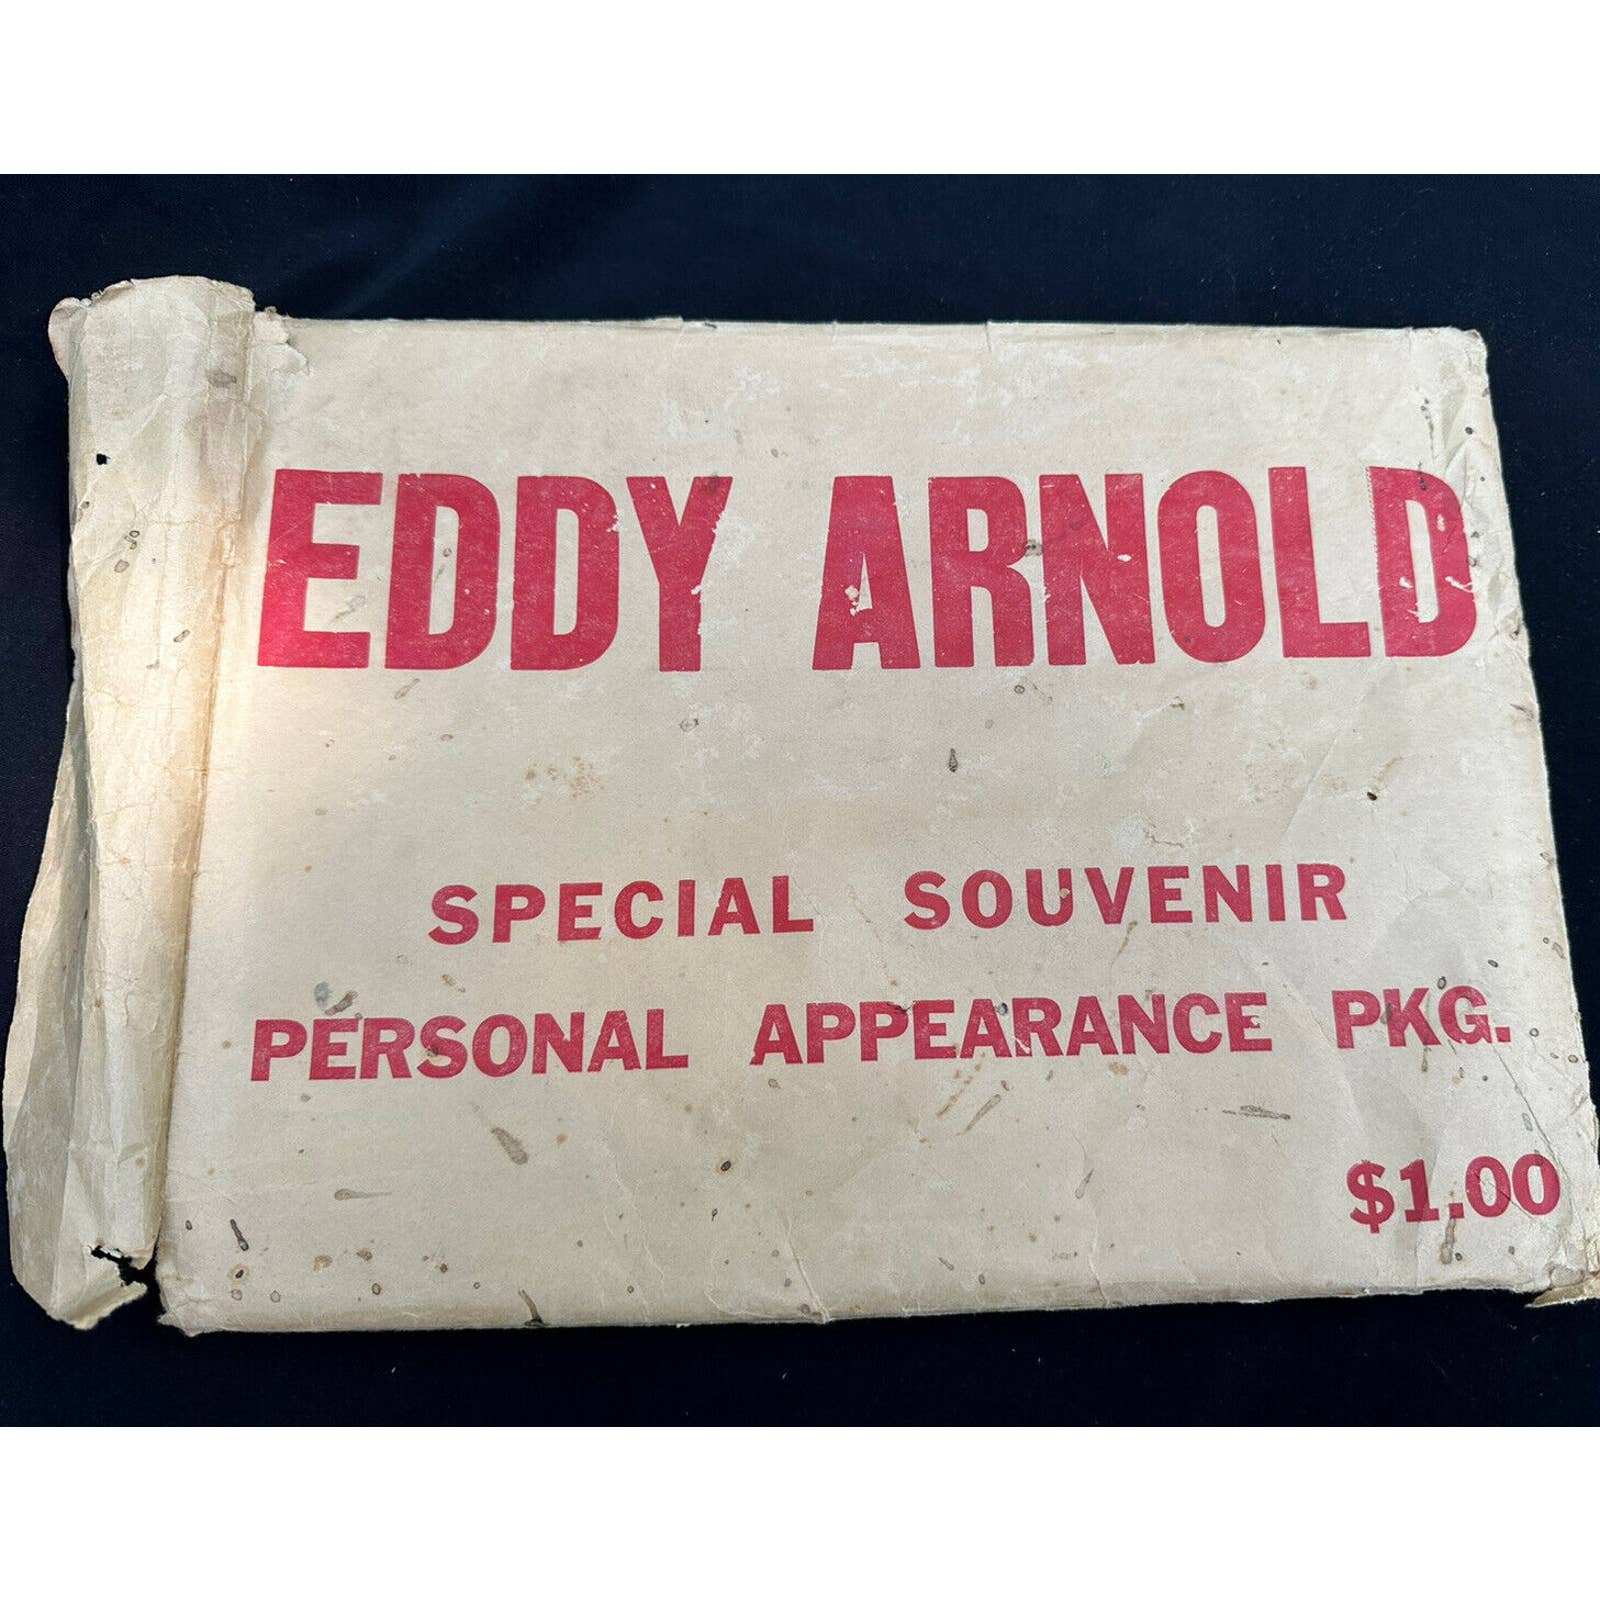 EDDY ARNOLD
SPECIAL SOUVENIR
PERSONAL APPEARANCE PKG.
$1.00